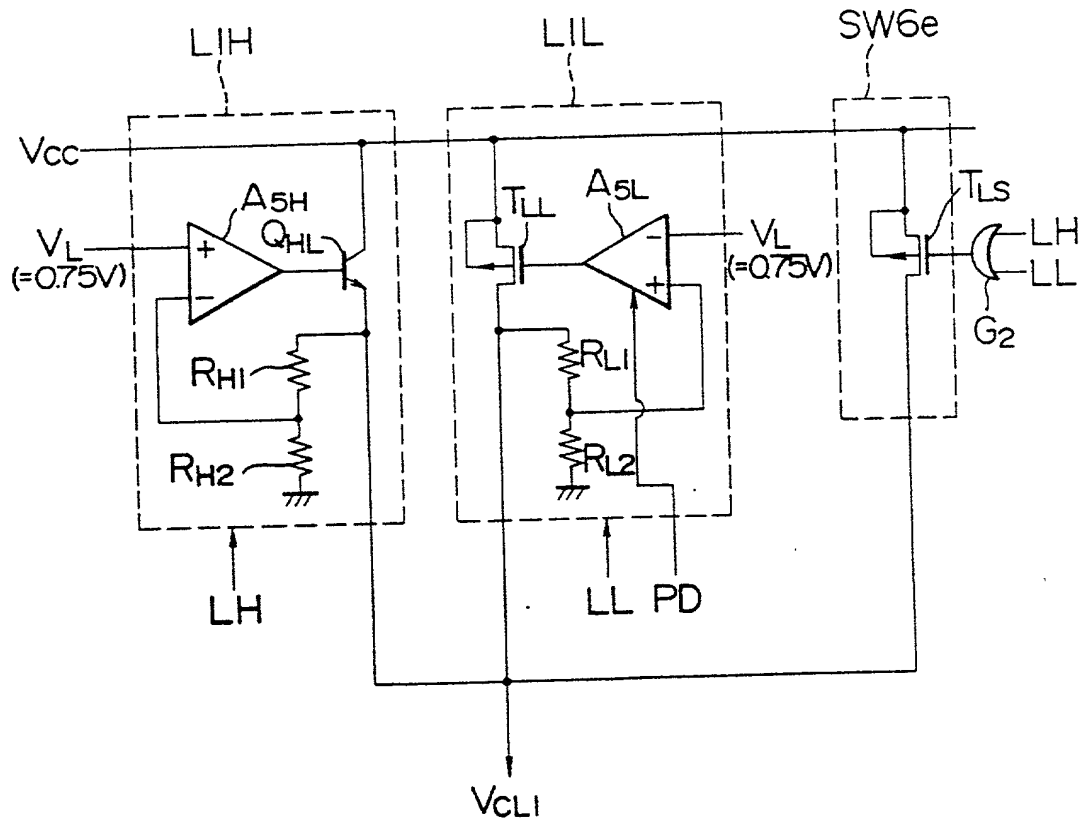 L1H
L1L
SW6e
VCC
A5H
QHL
TLL
A5L
TLS
VL
(=0.75V)
VL
(=0.75V)
LH
LL
G2
+
−
−
+
RH1
RH2
RL1
RL2
LH
LL
PD
VCL1